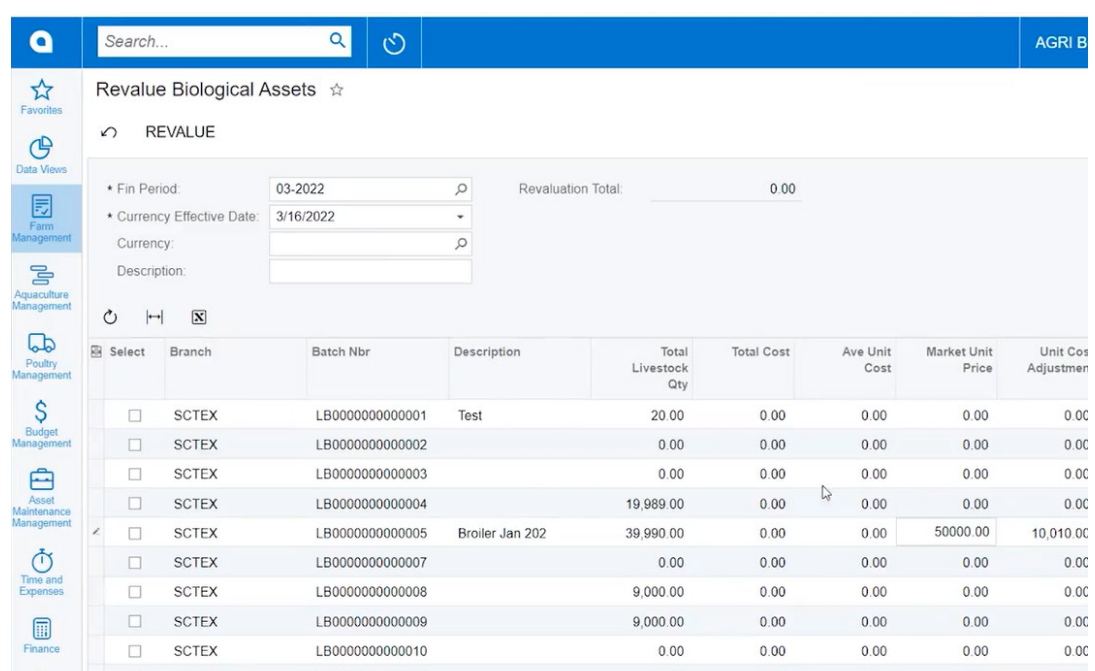 Search...
AGRI B
Favorites
Data Views
Farm
Management
Aquaculture
Management
Poultry
Management
Budget
Management
Asset
Maintenance
Management
Time and
Expenses
Finance
Revalue Biological Assets
REVALUE
* Fin Period: 03-2022 Revaluation Total: 0.00
* Currency Effective Date: 3/16/2022
Currency:
Description:
Select Branch Batch Nbr Description Total Livestock Qty Total Cost Ave Unit Cost Market Unit Price Unit Cos Adjustmen
SCTEX LB0000000000001 Test 20.00 0.00 0.00 0.00 0.00
SCTEX LB0000000000002 0.00 0.00 0.00 0.00 0.00
SCTEX LB0000000000003 0.00 0.00 0.00 0.00 0.00
SCTEX LB0000000000004 19,989.00 0.00 0.00 0.00 0.00
SCTEX LB0000000000005 Broiler Jan 202 39,990.00 0.00 0.00 50000.00 10,010.00
SCTEX LB0000000000007 0.00 0.00 0.00 0.00 0.00
SCTEX LB0000000000008 9,000.00 0.00 0.00 0.00 0.00
SCTEX LB0000000000009 9,000.00 0.00 0.00 0.00 0.00
SCTEX LB0000000000010 0.00 0.00 0.00 0.00 0.00